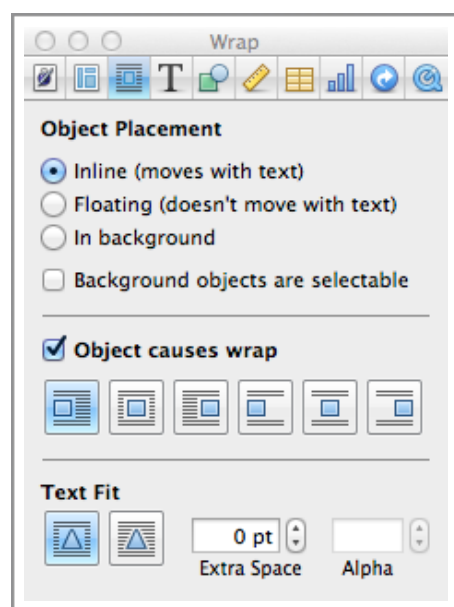 Wrap
T
Object Placement
Inline (moves with text)
Floating (doesn't move with text)
In background
Background objects are selectable
Object causes wrap
Text Fit
0 pt
Extra Space Alpha